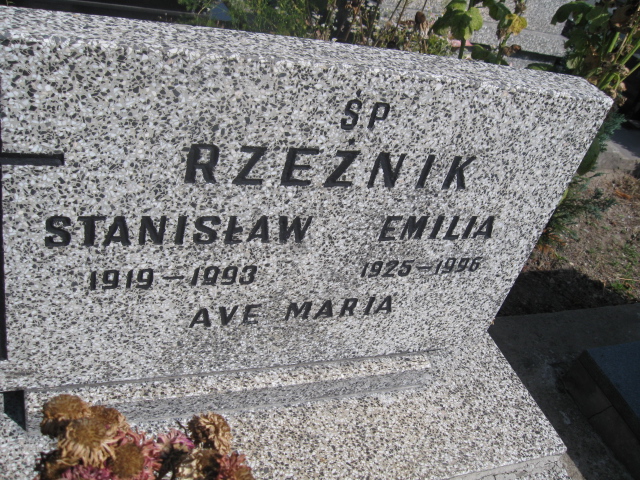 ŚP
RZEŹNIK
STANISŁAW EMILIA
1919-1993 1925-1996
AVE MARIA